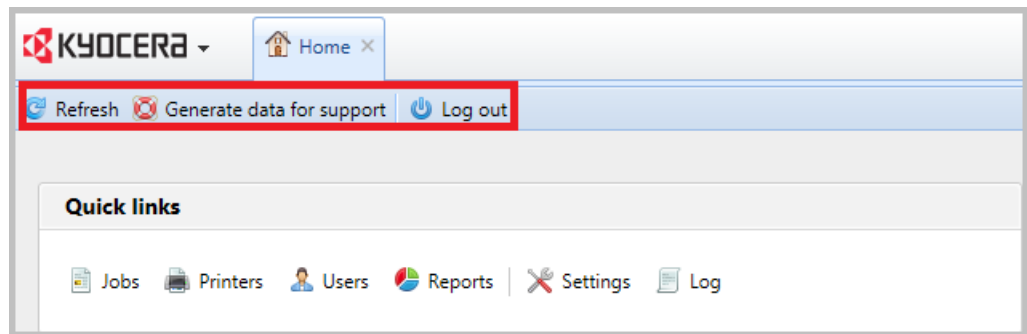 KYOCERA Home
Refresh Generate data for support Log out
Quick links
Jobs Printers Users Reports Settings Log